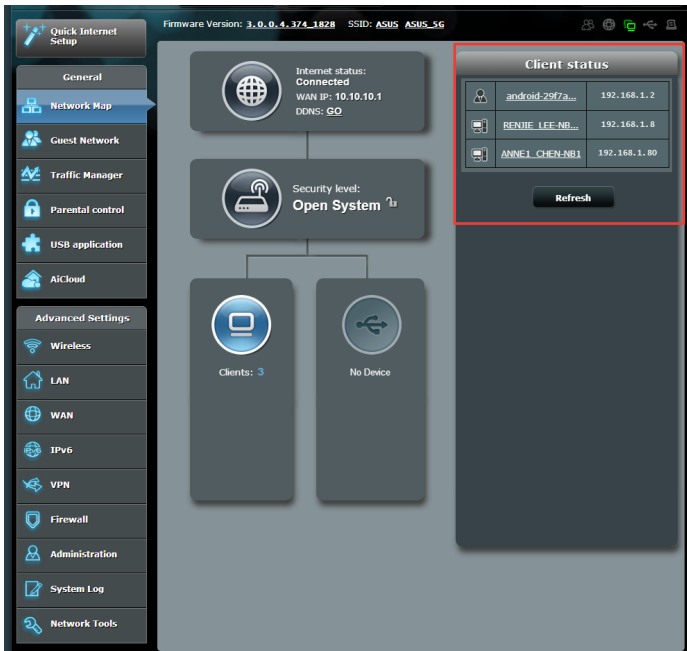 Quick Internet
Setup
Firmware Version: 3.0.0.4.374_1828 SSID: ASUS ASUS_5G
General
Network Map
Guest Network
Traffic Manager
Parental control
USB application
AiCloud
Advanced Settings
Wireless
LAN
WAN
IPv6
VPN
Firewall
Administration
System Log
Network Tools
Internet status:
Connected
WAN IP: 10.10.10.1
DDNS: GO
Security level:
Open System
Clients: 3
No Device
Client status
android-29f7a... 192.168.1.2
RENJIE_LEE-NB... 192.168.1.8
ANNE1_CHEN-NB1 192.168.1.80
Refresh